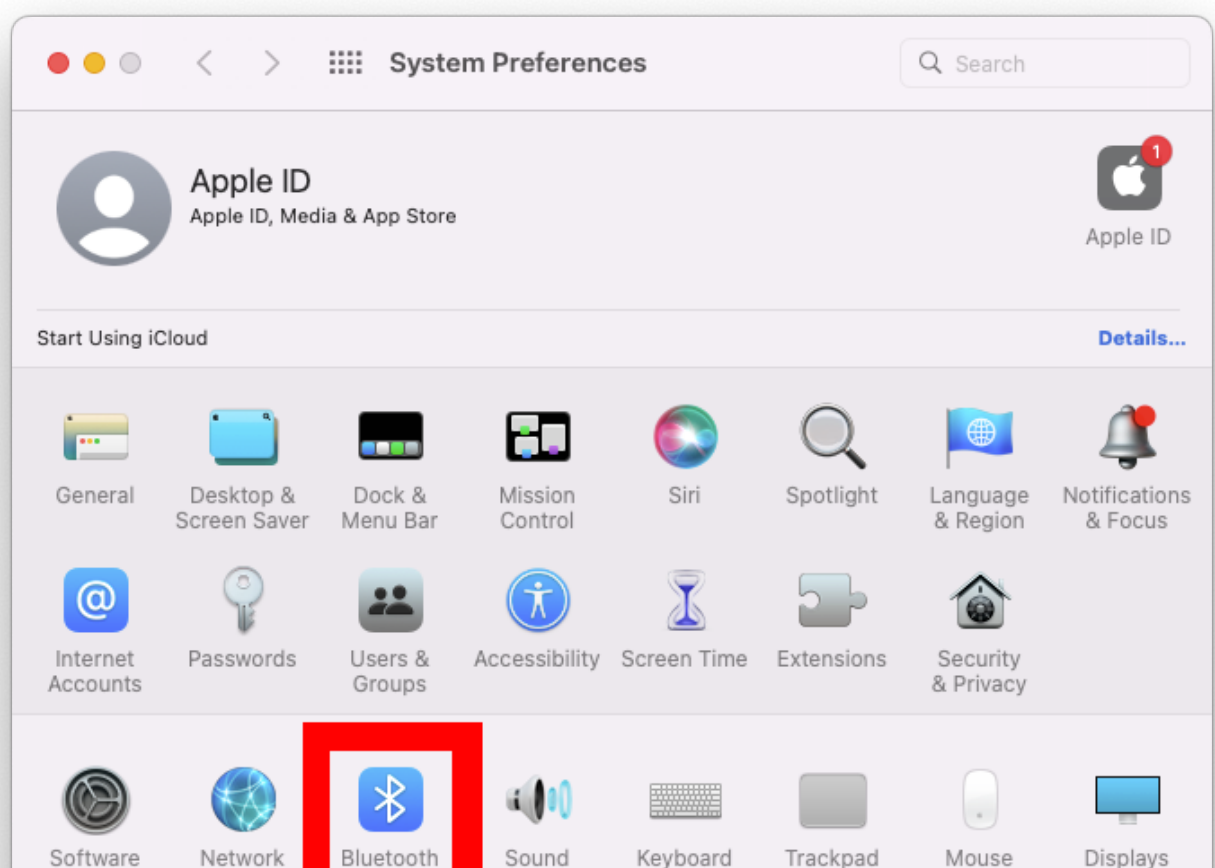 System Preferences
Search
Apple ID
Apple ID, Media & App Store
1
Apple ID
Start Using iCloud
Details...
General
Desktop &
Screen Saver
Dock &
Menu Bar
Mission
Control
Siri
Spotlight
Language
& Region
Notifications
& Focus
@
Internet
Accounts
Passwords
Users &
Groups
Accessibility
Screen Time
Extensions
Security
& Privacy
Software
Network
Bluetooth
Sound
Keyboard
Trackpad
Mouse
Displays